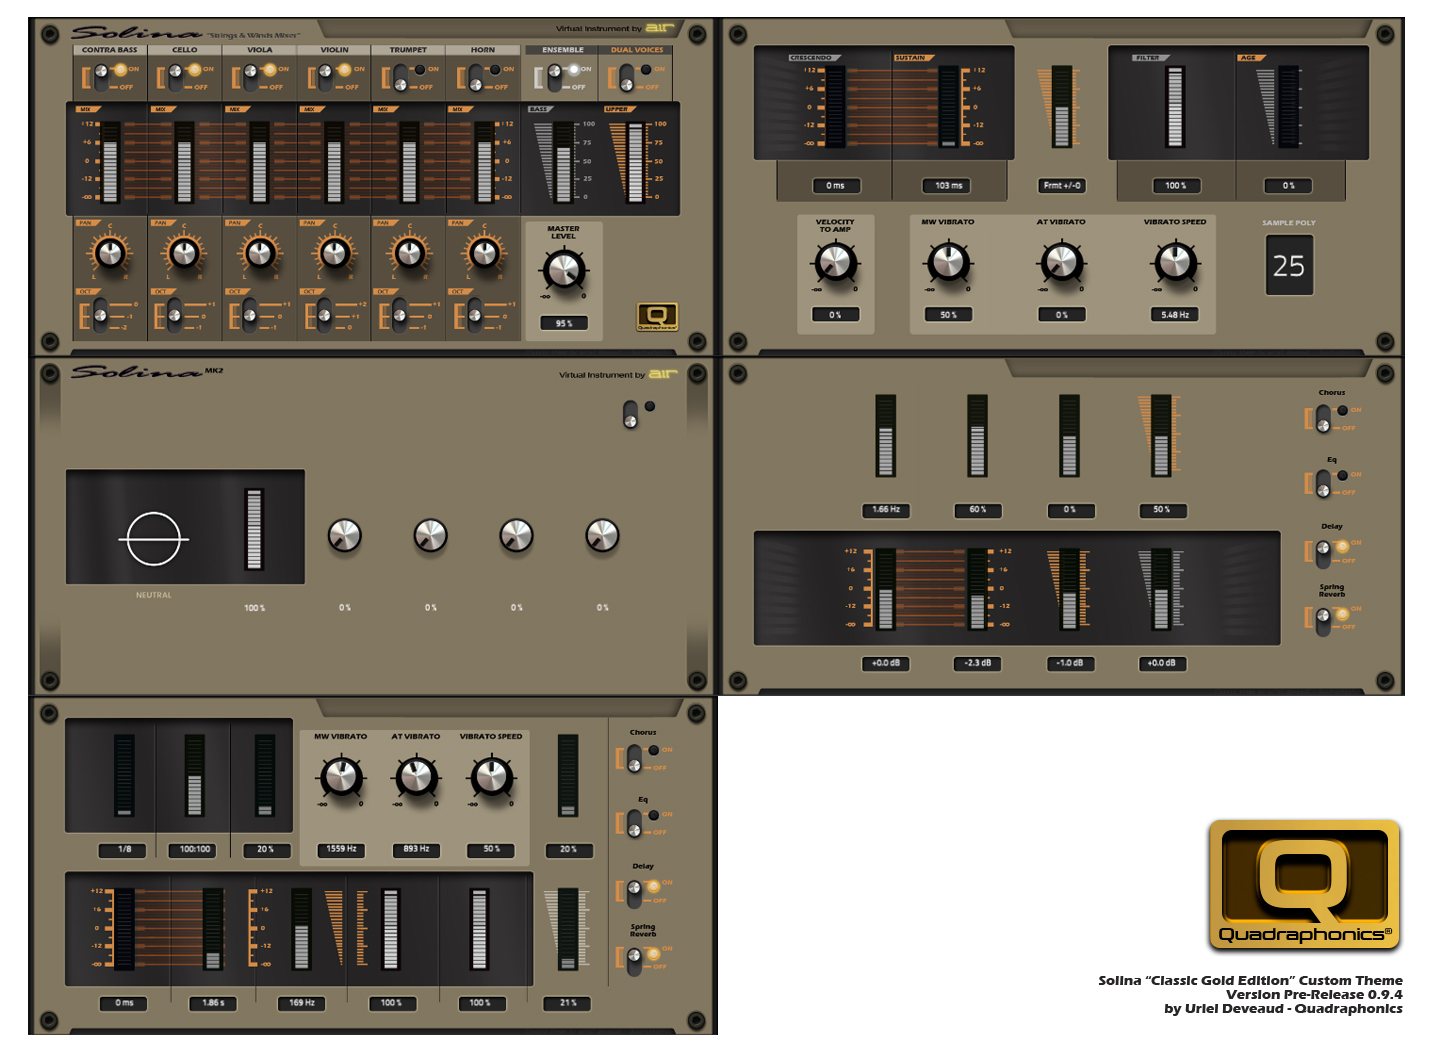 Solina "Strings & Winds Mixer" Virtual Instrument by air
CONTRA BASS CELLO VIOLA VIOLIN TRUMPET HORN ENSEMBLE DUAL VOICES
ON ON ON ON ON ON ON ON
OFF OFF OFF OFF OFF OFF OFF OFF
MIX MIX MIX MIX MIX MIX BASS UPPER
+12 +12 100 100
+6 +6 75 75
0 0 50 50
-12 -12 25 25
-∞ -∞ 0 0
PAN PAN PAN PAN PAN PAN
C C C C C C
L R L R L R L R L R L R
MASTER
LEVEL
-∞ 0
95 %
OCT OCT OCT OCT OCT OCT
0 +1 +1 +2 +1 +1
-1 0 0 0 0 0
-2 -1 -1 -1 -1 -1
Q
Quadraphonics
CRESCENDO SUSTAIN FILTER AGE
+12 +12
+6 +6
0 0
-12 -12
-∞ -∞
0 ms 103 ms Frmt +/-0 100 % 0 %
VELOCITY
TO AMP
MW VIBRATO AT VIBRATO VIBRATO SPEED SAMPLE POLY
-∞ 0 -∞ 0 -∞ 0 -∞ 0
25
0 % 50 % 0 % 5.48 Hz
Solina MK2 Virtual Instrument by air
NEUTRAL
100 % 0 % 0 % 0 % 0 %
Chorus
ON
OFF
Eq
ON
OFF
1.66 Hz 60 % 0 % 50 %
Delay
ON
OFF
+12 +12
+6 +6
0 0
-12 -12
-∞ -∞
Spring
Reverb
ON
OFF
+0.0 dB -2.3 dB -1.0 dB +0.0 dB
MW VIBRATO AT VIBRATO VIBRATO SPEED
-∞ 0 -∞ 0 -∞ 0
1/8 100:100 20 % 1559 Hz 893 Hz 50 % 20 %
Chorus
ON
OFF
Eq
ON
OFF
Delay
ON
OFF
Spring
Reverb
ON
OFF
+12 +12
+6 +6
0 0
-12 -12
-∞ -∞
0 ms 1.86 s 169 Hz 100 % 100 % 21 %
Q
Quadraphonics®
Solina "Classic Gold Edition" Custom Theme
Version Pre-Release 0.9.4
by Uriel Deveaud - Quadraphonics